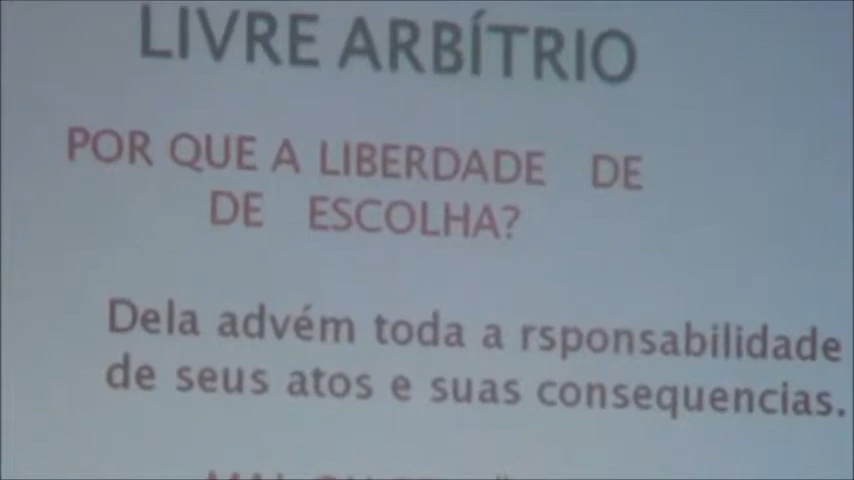 LIVRE ARBÍTRIO
POR QUE A LIBERDADE DE
DE ESCOLHA?
Dela advém toda a rsponsabilidade
de seus atos e suas consequencias.